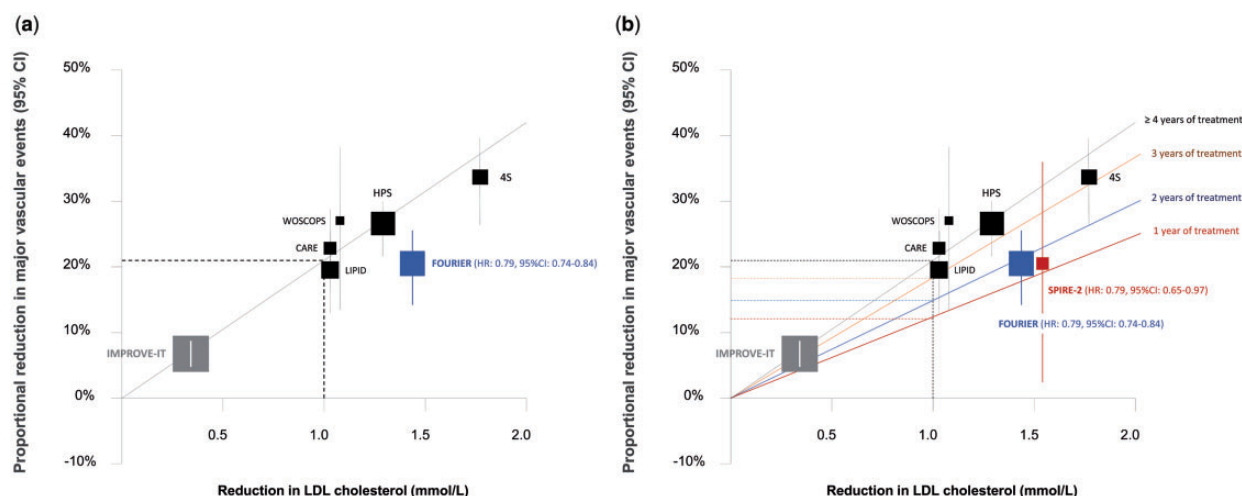 (a)
Proportional reduction in major vascular events (95% CI)
50%
40%
30%
20%
10%
0%
-10%
HPS
4S
WOSCOPS
CARE
LIPID
FOURIER (HR: 0.79, 95%CI: 0.74-0.84)
IMPROVE-IT
0.5
1.0
1.5
2.0
Reduction in LDL cholesterol (mmol/L)
(b)
Proportional reduction in major vascular events (95% CI)
50%
40%
30%
20%
10%
0%
-10%
≥ 4 years of treatment
3 years of treatment
2 years of treatment
1 year of treatment
HPS
4S
WOSCOPS
CARE
LIPID
SPIRE-2 (HR: 0.79, 95%CI: 0.65-0.97)
FOURIER (HR: 0.79, 95%CI: 0.74-0.84)
IMPROVE-IT
0.5
1.0
1.5
2.0
Reduction in LDL cholesterol (mmol/L)